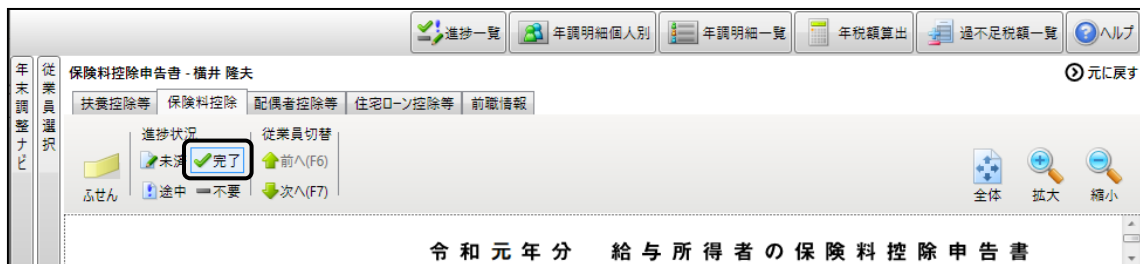 進捗一覧 年調明細個人別 年調明細一覧 年税額算出 過不足税額一覧 ヘルプ
年末調整ナビ
従業員選択
保険料控除申告書 - 横井 隆夫 元に戻す
扶養控除等 保険料控除 配偶者控除等 住宅ローン控除等 前職情報
進捗状況 従業員切替
未済 完了 前へ(F6)
ふせん 途中 不要 次へ(F7) 全体 拡大 縮小
令和元年分 給与所得者の保険料控除申告書